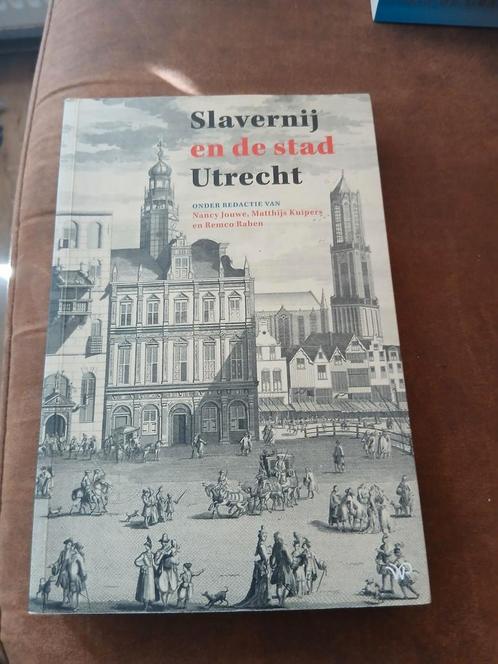 Slavernij
en de stad
Utrecht
ONDER REDACTIE VAN
Nancy Jouwe, Matthijs Kuipers
en Remco Raben